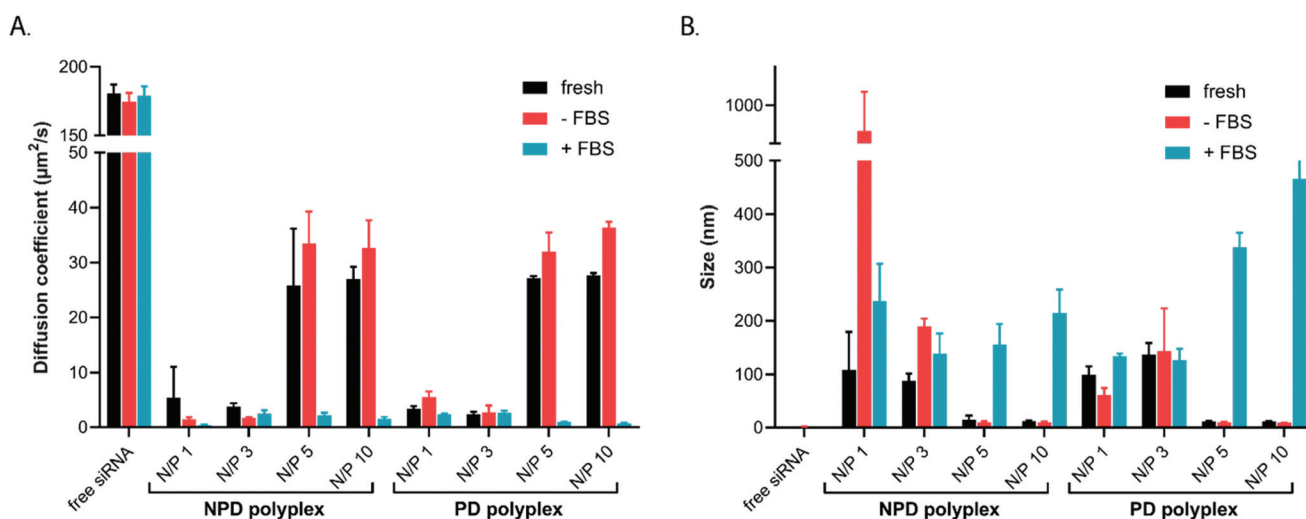 A.
Diffusion coefficient (µm²/s)
200
150
50
40
30
20
10
0
fresh
- FBS
+ FBS
free siRNA
N/P 1
N/P 3
N/P 5
N/P 10
N/P 1
N/P 3
N/P 5
N/P 10
NPD polyplex
PD polyplex
B.
Size (nm)
1000
500
400
300
200
100
0
fresh
- FBS
+ FBS
free siRNA
N/P 1
N/P 3
N/P 5
N/P 10
N/P 1
N/P 3
N/P 5
N/P 10
NPD polyplex
PD polyplex